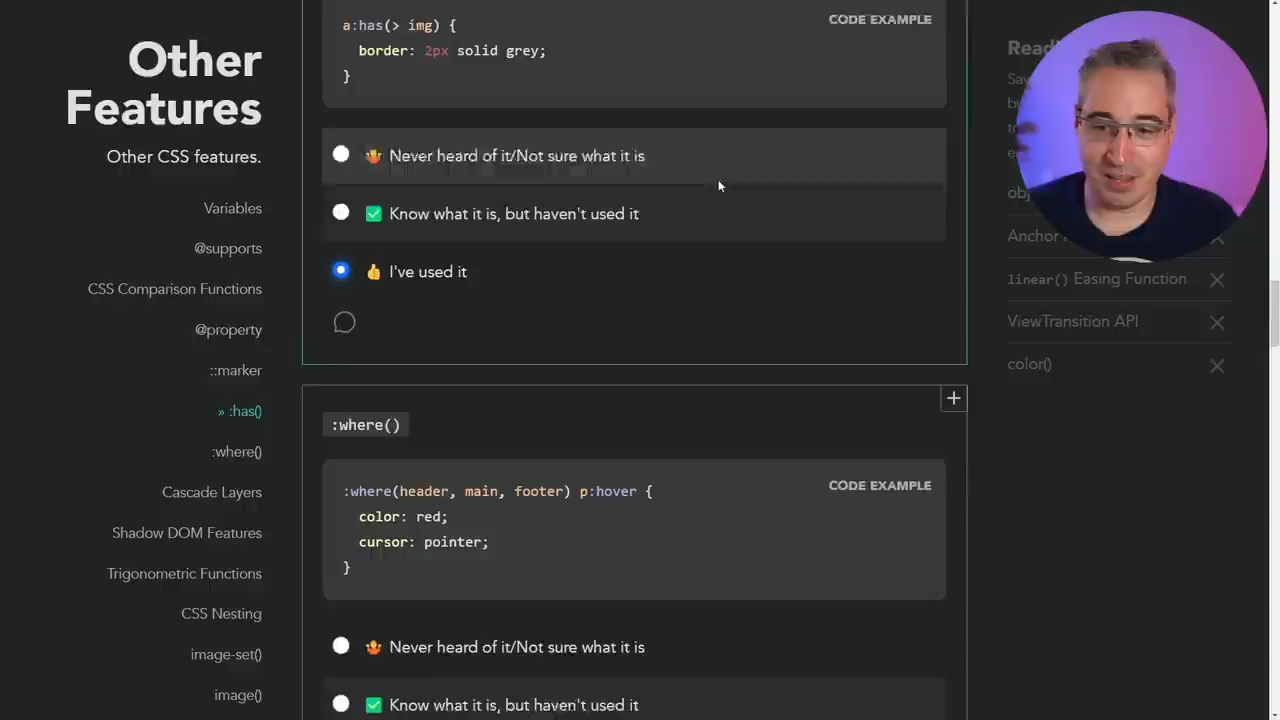 Other
Features
Other CSS features.
Variables
@supports
CSS Comparison Functions
@property
::marker
» :has()
:where()
Cascade Layers
Shadow DOM Features
Trigonometric Functions
CSS Nesting
image-set()
image()
CODE EXAMPLE
a:has(> img) {
border: 2px solid grey;
}
🤷 Never heard of it/Not sure what it is
✅ Know what it is, but haven't used it
👍 I've used it
+
:where()
CODE EXAMPLE
:where(header, main, footer) p:hover {
color: red;
cursor: pointer;
}
🤷 Never heard of it/Not sure what it is
✅ Know what it is, but haven't used it
Anchor
linear() Easing Function
ViewTransition API
color()